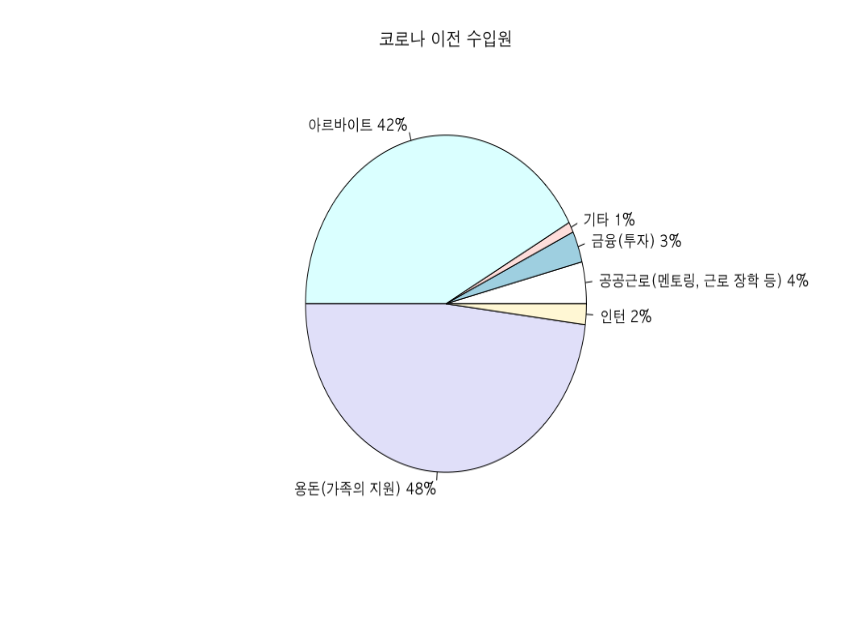 코로나 이전 수입원
아르바이트 42%
기타 1%
금융(투자) 3%
공공근로(멘토링, 근로 장학 등) 4%
인턴 2%
용돈(가족의 지원) 48%